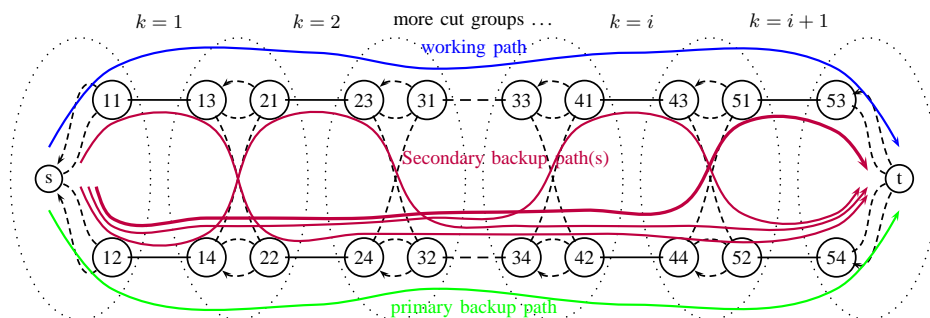 k = 1 k = 2 more cut groups … k = i k = i + 1
working path
11 13 21 23 31 33 41 43 51 53
Secondary backup path(s)
s t
12 14 22 24 32 34 42 44 52 54
primary backup path